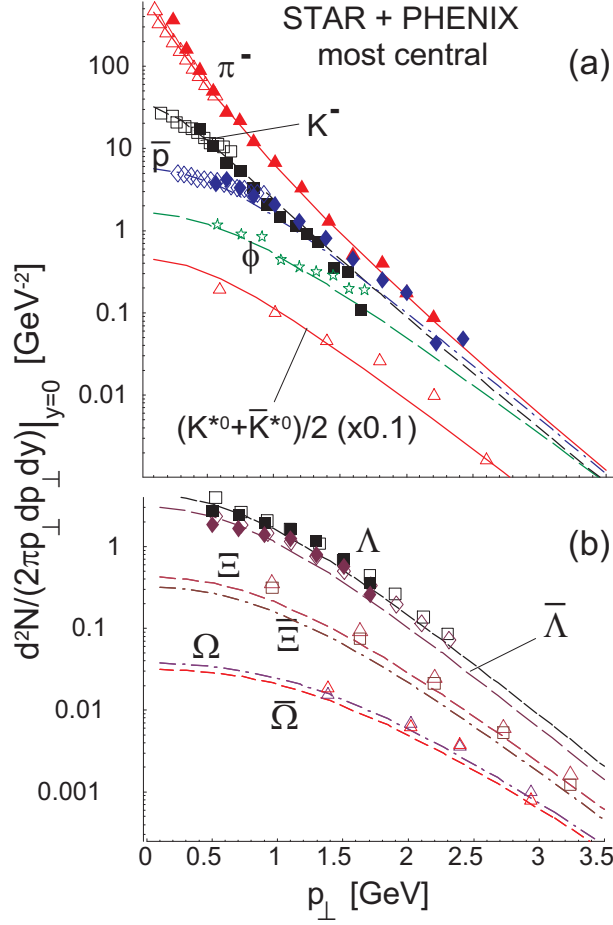 STAR + PHENIX
most central
(a)
π⁻
K⁻
p̅
ϕ
(K*⁰+K̅*⁰)/2 (x0.1)
100
10
1
0.1
0.01
d²N/(2πp⊥dp⊥dy)|y=0 [GeV⁻²]
(b)
Λ
Λ̅
Ξ
Ξ̅
Ω
Ω̅
1
0.1
0.01
0.001
0 0.5 1 1.5 2 2.5 3 3.5
p⊥ [GeV]